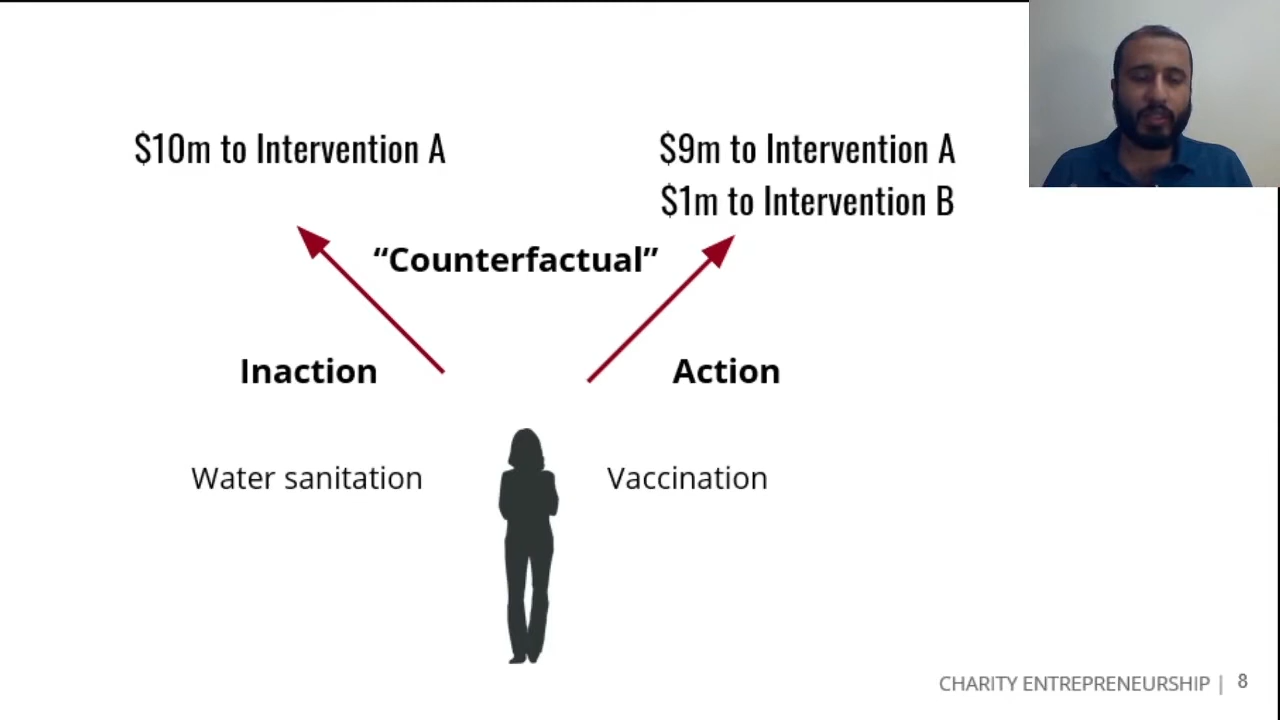 $10m to Intervention A
$9m to Intervention A
$1m to Intervention B
“Counterfactual”
Inaction
Action
Water sanitation
Vaccination
CHARITY ENTREPRENEURSHIP | 8